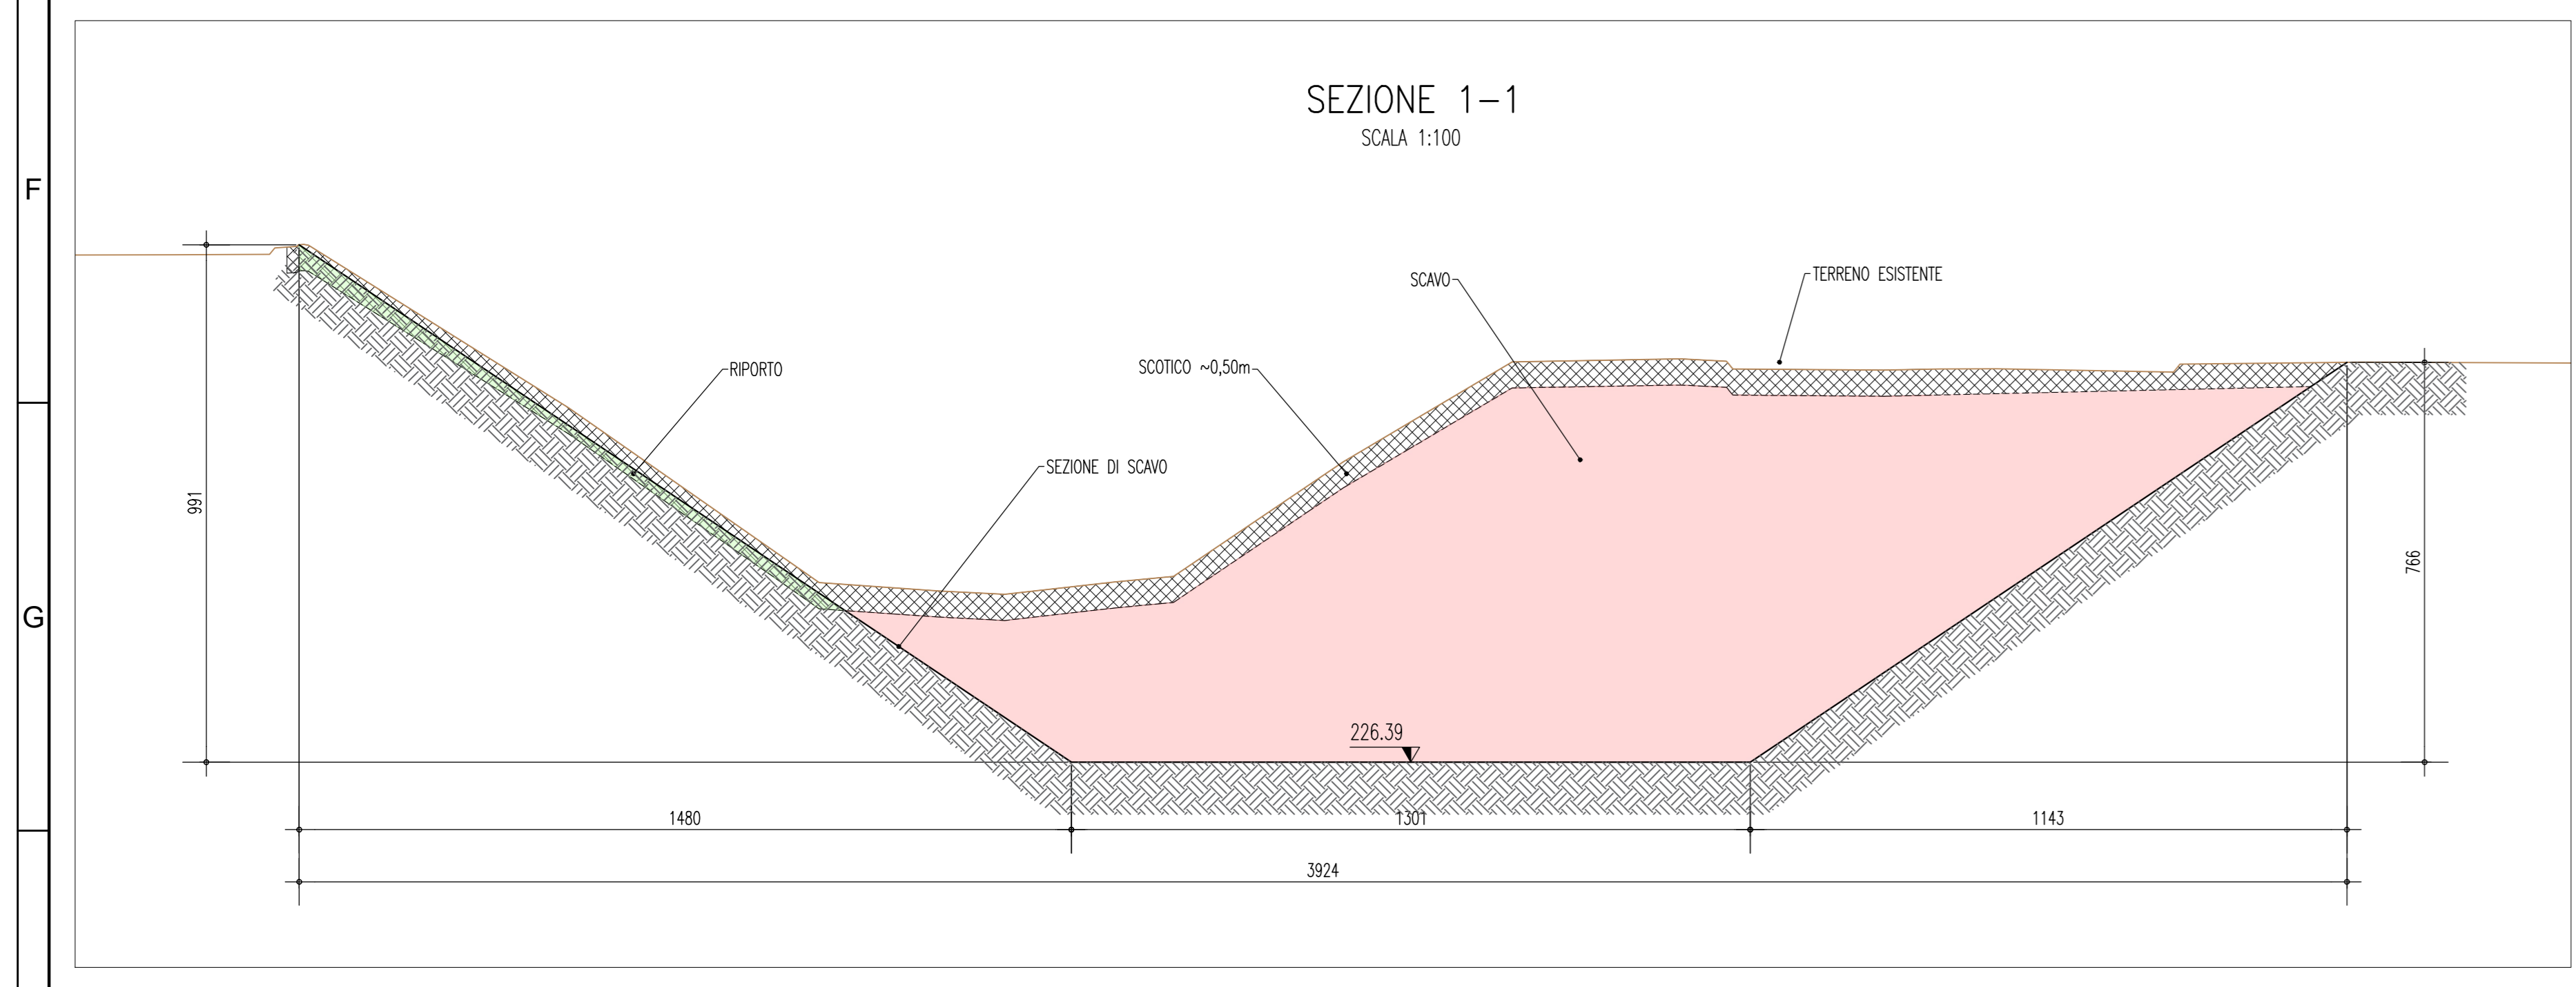 SEZIONE 1-1
SCALA 1:100
F
TERRENO ESISTENTE
SCAVO
RIPORTO
SCOTICO ~0,50m
SEZIONE DI SCAVO
991
766
G
226.39
1480
1301
1143
3924